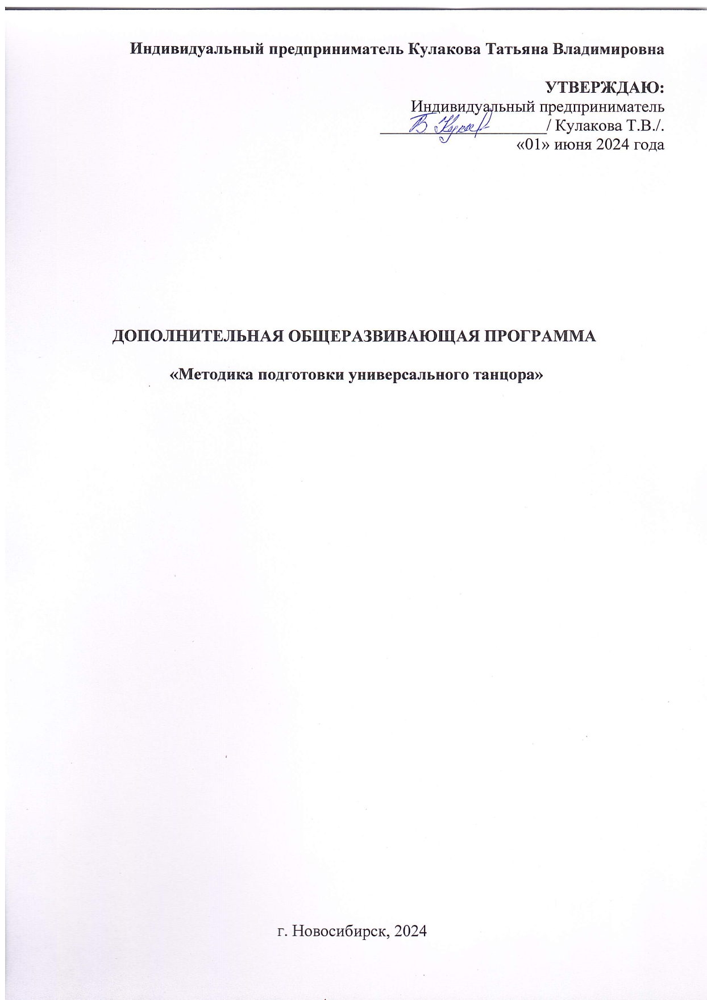 Индивидуальный предприниматель Кулакова Татьяна Владимировна
УТВЕРЖДАЮ:
Индивидуальный предприниматель
/ Кулакова Т.В./.
«01» июня 2024 года
ДОПОЛНИТЕЛЬНАЯ ОБЩЕРАЗВИВАЮЩАЯ ПРОГРАММА
«Методика подготовки универсального танцора»
г. Новосибирск, 2024